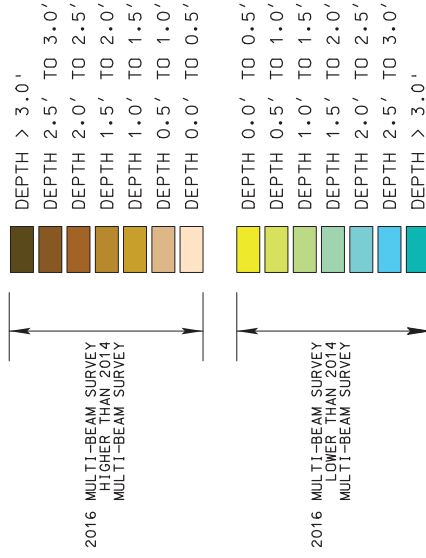 2016 MULTI-BEAM SURVEY
HIGHER THAN 2014
MULTI-BEAM SURVEY
DEPTH > 3.0'
DEPTH 2.5' TO 3.0'
DEPTH 2.0' TO 2.5'
DEPTH 1.5' TO 2.0'
DEPTH 1.0' TO 1.5'
DEPTH 0.5' TO 1.0'
DEPTH 0.0' TO 0.5'
2016 MULTI-BEAM SURVEY
LOWER THAN 2014
MULTI-BEAM SURVEY
DEPTH 0.0' TO 0.5'
DEPTH 0.5' TO 1.0'
DEPTH 1.0' TO 1.5'
DEPTH 1.5' TO 2.0'
DEPTH 2.0' TO 2.5'
DEPTH 2.5' TO 3.0'
DEPTH > 3.0'